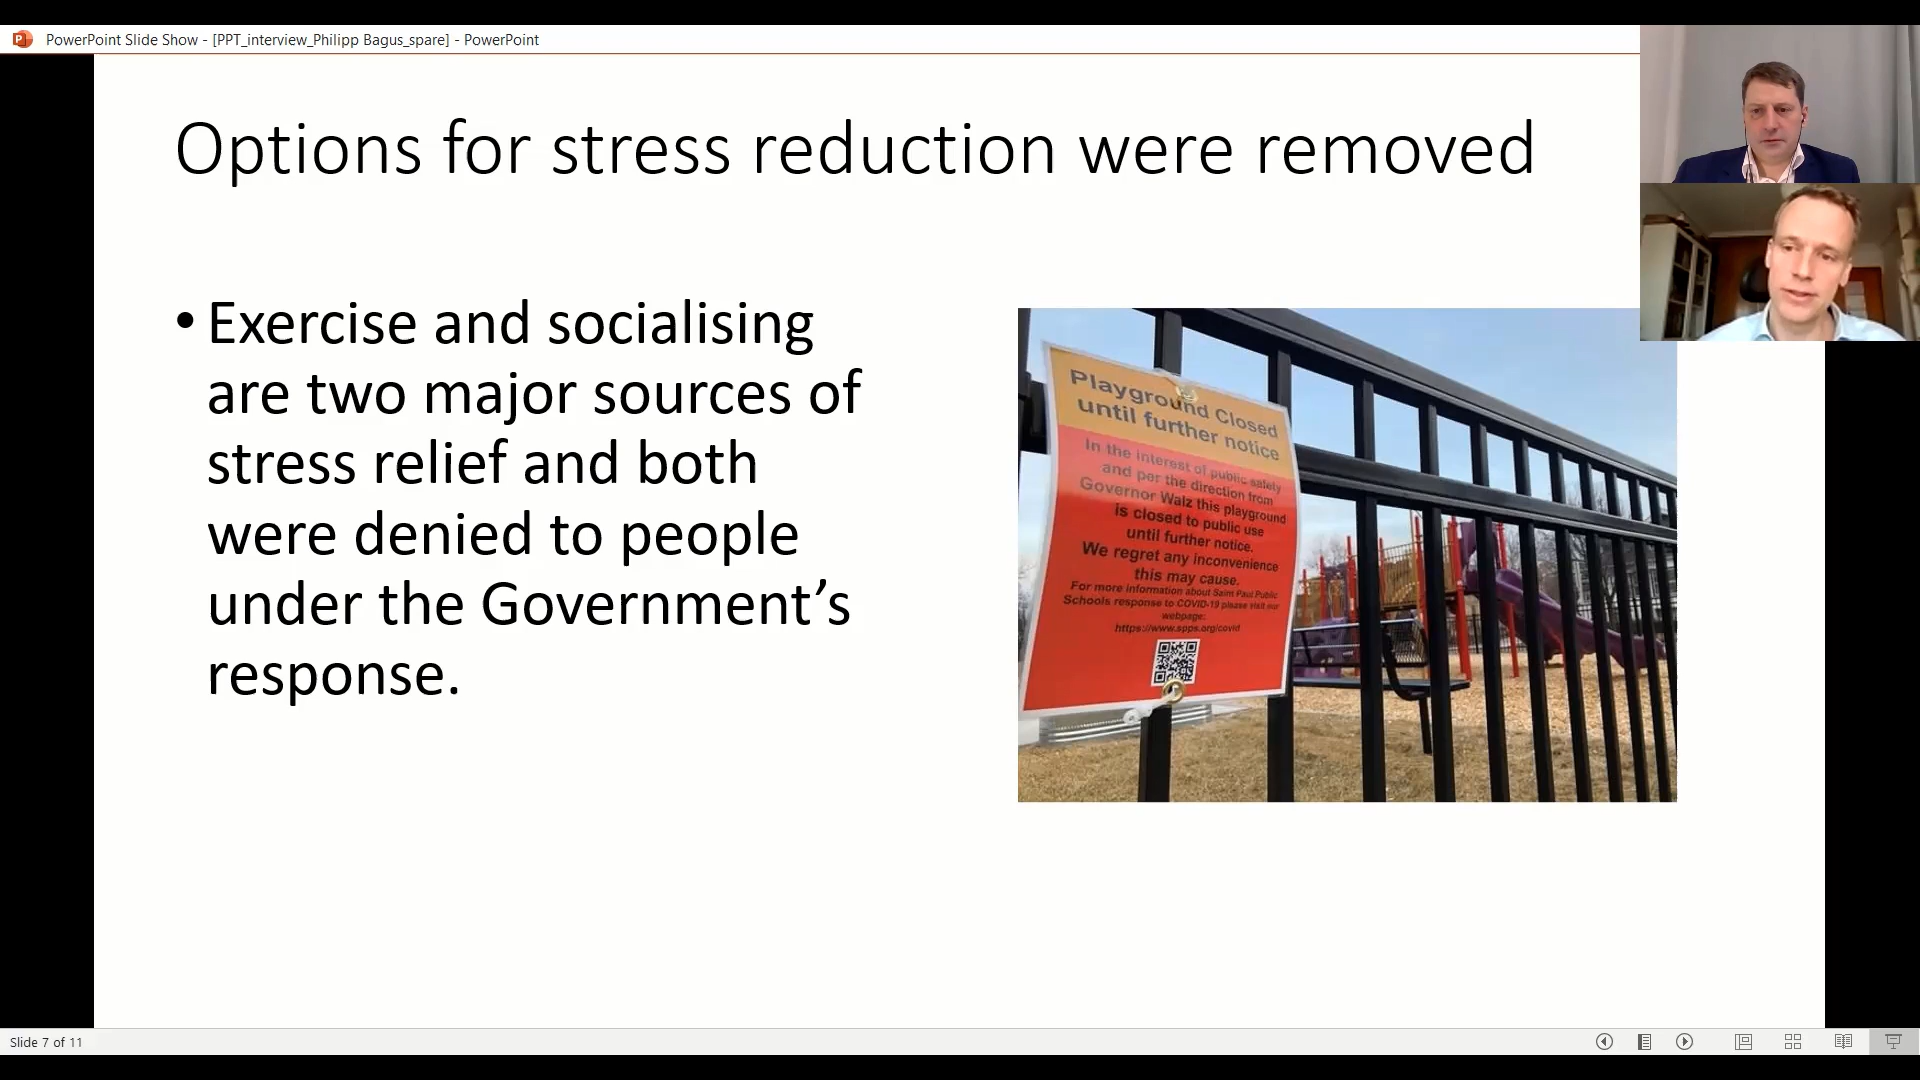 PowerPoint Slide Show - [PPT_interview_Philipp Bagus_spare] - PowerPoint
Options for stress reduction were removed
• Exercise and socialising
are two major sources of
stress relief and both
were denied to people
under the Government’s
response.
Playground Closed
until further notice
In the interest of public safety
and per the direction from
Governor Walz this playground
is closed to public use
until further notice.
We regret any inconvenience
this may cause.
For more information about Saint Paul Public
Schools response to COVID-19 please visit our
webpage:
https://www.spps.org/covid
Slide 7 of 11